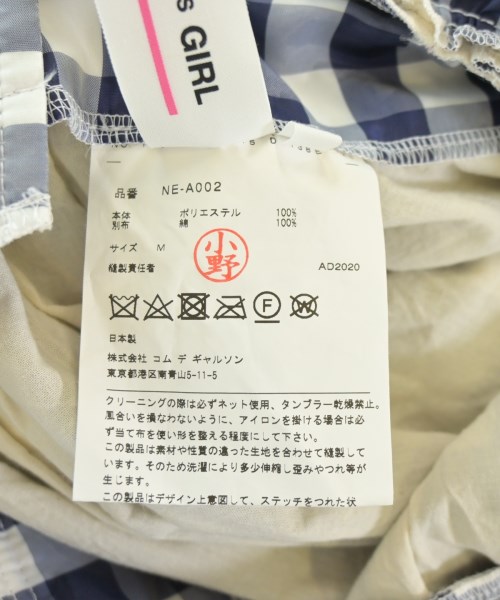 s GIRL
品番 NE-A002
本体 ポリエステル 100%
別布 綿 100%
サイズ M
小野
縫製責任者 AD2020
F W
日本製
株式会社 コム デ ギャルソン
東京都港区南青山5-11-5
クリーニングの際は必ずネット使用、タンブラー乾燥禁止。
風合いを損なわないように、アイロンを掛ける場合は必
ず当て布を使い形を整える程度にして下さい。
この製品は素材や性質の違った生地を合わせて縫製して
います。そのため洗濯により多少伸縮し歪みやつれ等が
生じます。
この製品はデザイン上意図して、ステッチをつれた状